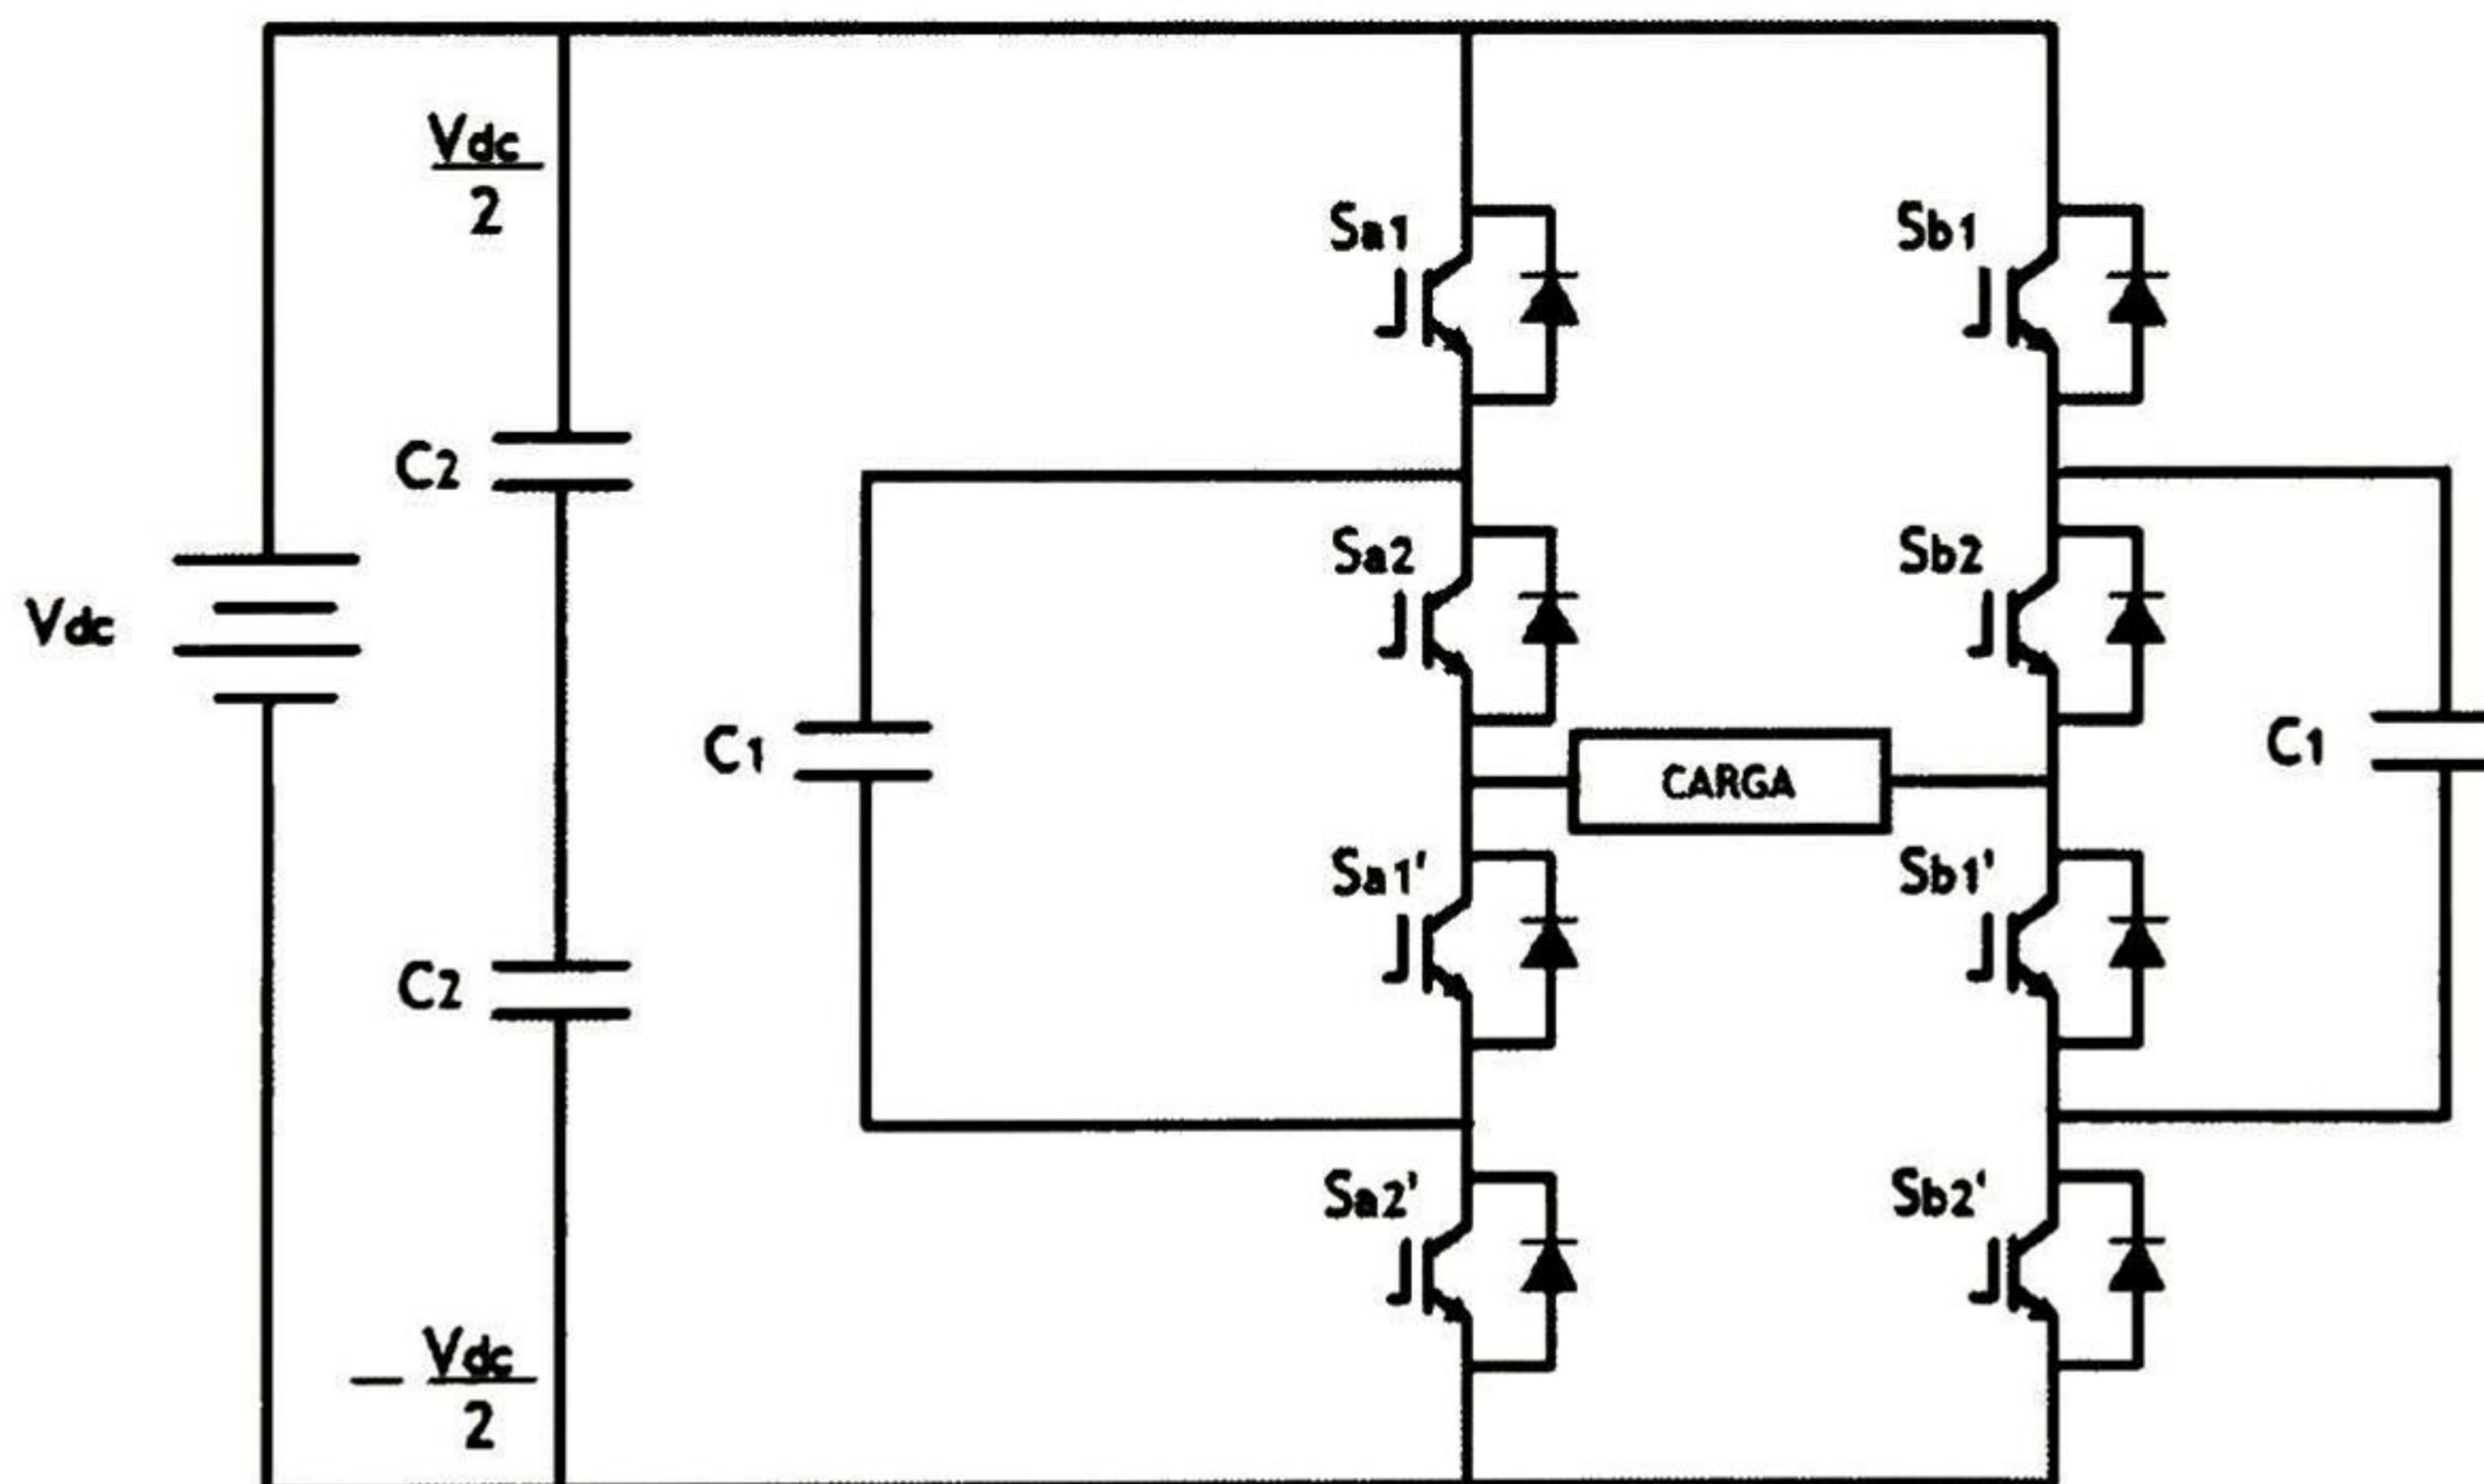 Vdc
2
Sa1
Sb1
C2
Sa2
Sb2
Vdc
C1
CARGA
C1
Sa1'
Sb1'
C2
Sa2'
Sb2'
− Vdc
2